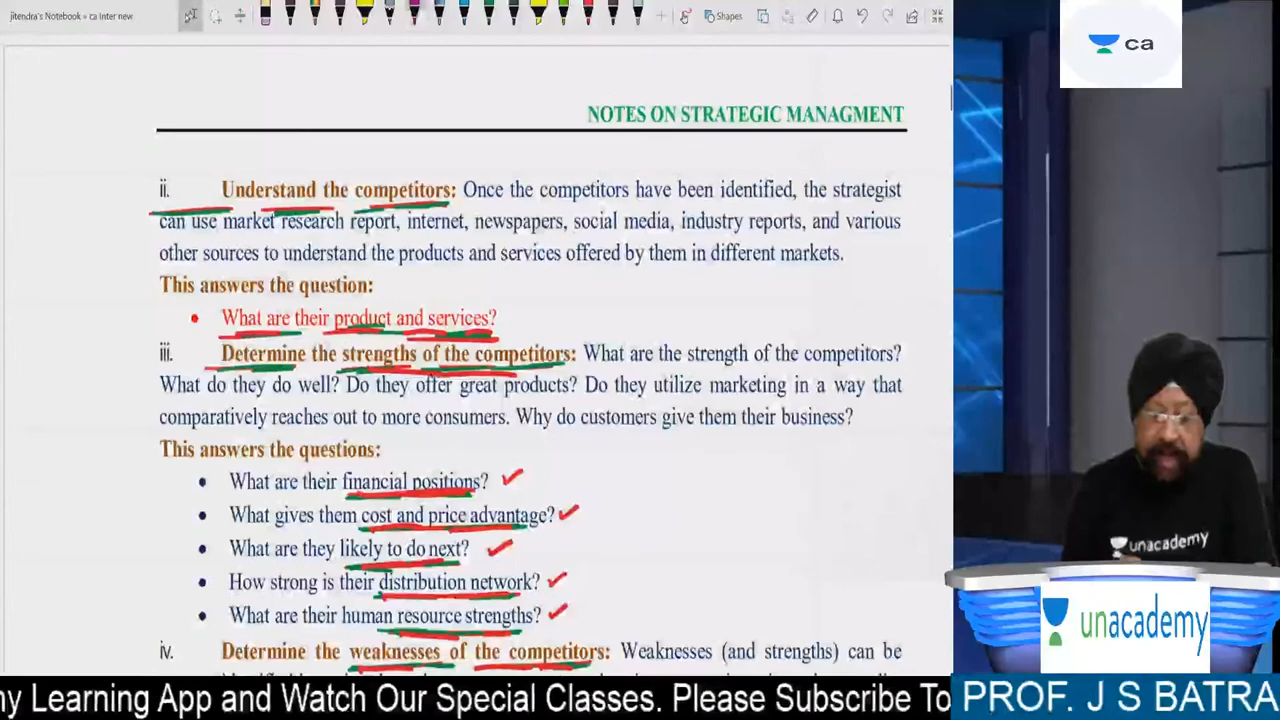 jitendra's Notebook » ca Inter new
Shapes
ca
NOTES ON STRATEGIC MANAGMENT
ii. Understand the competitors: Once the competitors have been identified, the strategist
can use market research report, internet, newspapers, social media, industry reports, and various
other sources to understand the products and services offered by them in different markets.
This answers the question:
• What are their product and services?
iii. Determine the strengths of the competitors: What are the strength of the competitors?
What do they do well? Do they offer great products? Do they utilize marketing in a way that
comparatively reaches out to more consumers. Why do customers give them their business?
This answers the questions:
• What are their financial positions?
• What gives them cost and price advantage?
• What are they likely to do next?
• How strong is their distribution network?
• What are their human resource strengths?
iv. Determine the weaknesses of the competitors: Weaknesses (and strengths) can be
unacademy
unacademy
my Learning App and Watch Our Special Classes. Please Subscribe To
PROF. J S BATRA